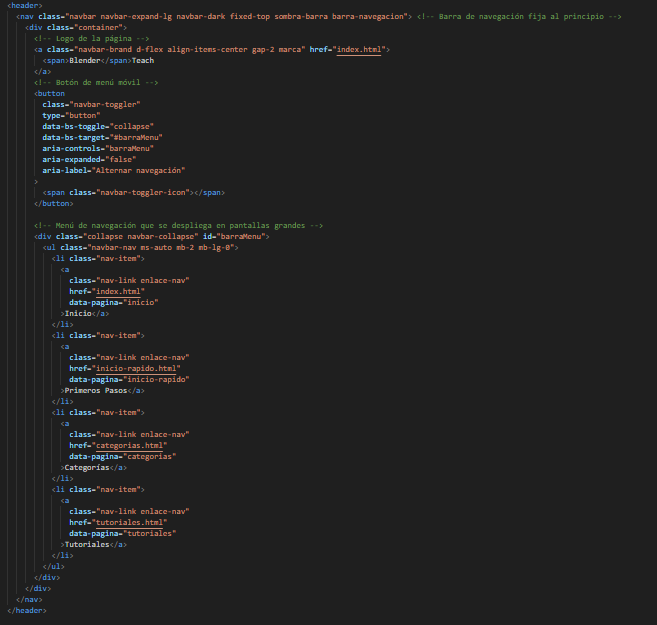 <header>
<nav class="navbar navbar-expand-lg navbar-dark fixed-top sombra-barra barra-navegacion"> <!-- Barra de navegación fija al principio -->
<div class="container">
<!-- Logo de la página -->
<a class="navbar-brand d-flex align-items-center gap-2 marca" href="index.html">
<span>Blender</span>Teach
</a>
<!-- Botón de menú móvil -->
<button
class="navbar-toggler"
type="button"
data-bs-toggle="collapse"
data-bs-target="#barraMenu"
aria-controls="barraMenu"
aria-expanded="false"
aria-label="Alternar navegación"
>
<span class="navbar-toggler-icon"></span>
</button>
<!-- Menú de navegación que se despliega en pantallas grandes -->
<div class="collapse navbar-collapse" id="barraMenu">
<ul class="navbar-nav ms-auto mb-2 mb-lg-0">
<li class="nav-item">
<a
class="nav-link enlace-nav"
href="index.html"
data-pagina="inicio"
>Inicio</a>
</li>
<li class="nav-item">
<a
class="nav-link enlace-nav"
href="inicio-rapido.html"
data-pagina="inicio-rapido"
>Primeros Pasos</a>
</li>
<li class="nav-item">
<a
class="nav-link enlace-nav"
href="categorias.html"
data-pagina="categorias"
>Categorías</a>
</li>
<li class="nav-item">
<a
class="nav-link enlace-nav"
href="tutoriales.html"
data-pagina="tutoriales"
>Tutoriales</a>
</li>
</ul>
</div>
</div>
</nav>
</header>